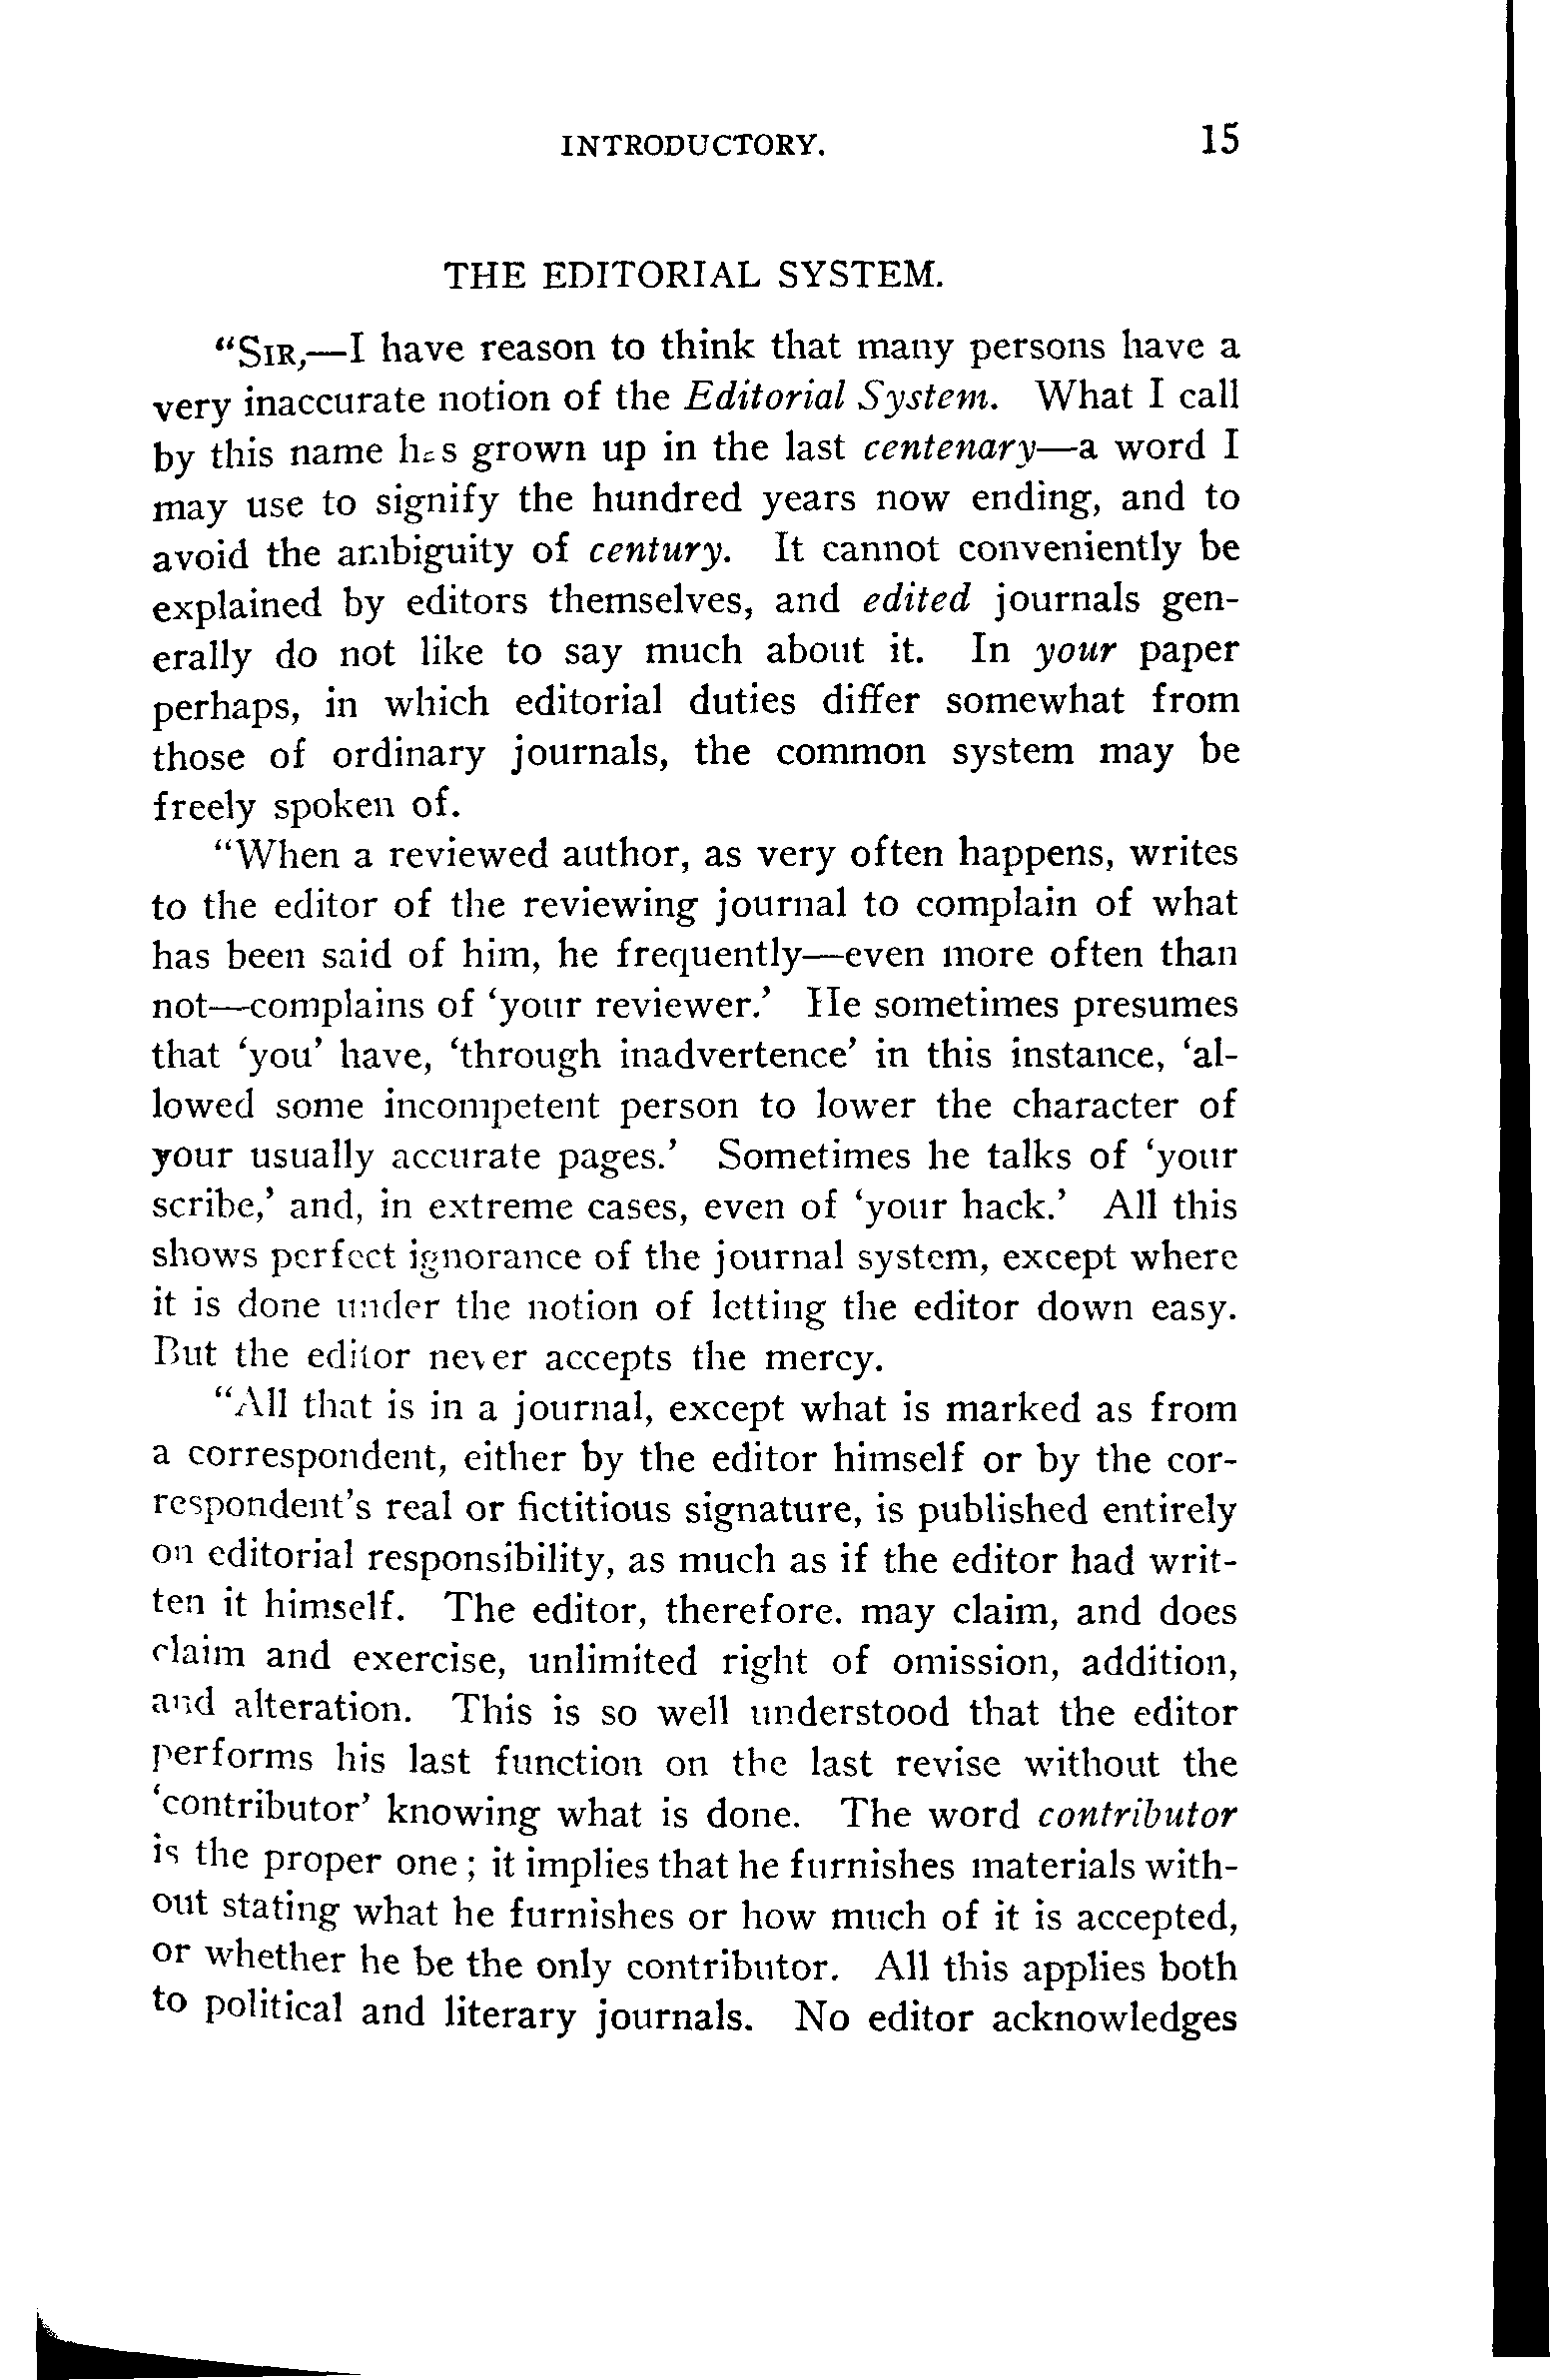 INTRODUCTORY. 15
THE EDITORIAL SYSTEM.
“SIR,—I have reason to think that many persons have a
very inaccurate notion of the Editorial System. What I call
by this name has grown up in the last centenary—a word I
may use to signify the hundred years now ending, and to
avoid the ambiguity of century. It cannot conveniently be
explained by editors themselves, and edited journals gen-
erally do not like to say much about it. In your paper
perhaps, in which editorial duties differ somewhat from
those of ordinary journals, the common system may be
freely spoken of.
“When a reviewed author, as very often happens, writes
to the editor of the reviewing journal to complain of what
has been said of him, he frequently—even more often than
not—complains of ‘your reviewer.’ He sometimes presumes
that ‘you’ have, ‘through inadvertence’ in this instance, ‘al-
lowed some incompetent person to lower the character of
your usually accurate pages.’ Sometimes he talks of ‘your
scribe,’ and, in extreme cases, even of ‘your hack.’ All this
shows perfect ignorance of the journal system, except where
it is done under the notion of letting the editor down easy.
But the editor never accepts the mercy.
“All that is in a journal, except what is marked as from
a correspondent, either by the editor himself or by the cor-
respondent's real or fictitious signature, is published entirely
on editorial responsibility, as much as if the editor had writ-
ten it himself. The editor, therefore. may claim, and does
claim and exercise, unlimited right of omission, addition,
and alteration. This is so well understood that the editor
performs his last function on the last revise without the
‘contributor’ knowing what is done. The word contributor
is the proper one; it implies that he furnishes materials with-
out stating what he furnishes or how much of it is accepted,
or whether he be the only contributor. All this applies both
to political and literary journals. No editor acknowledges